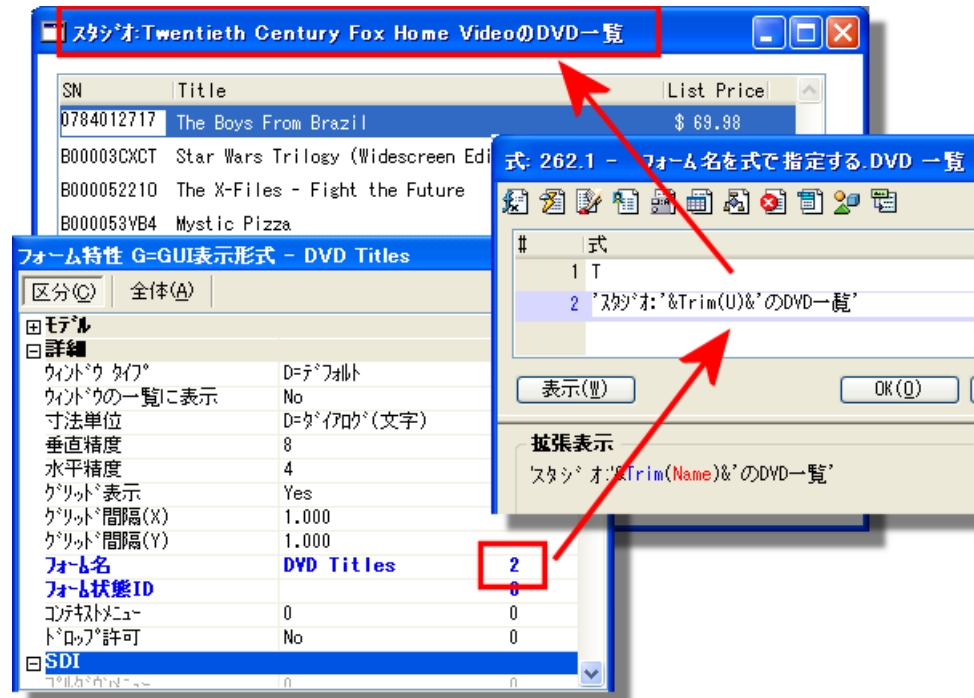 ｽﾀｼﾞｵ:Twentieth Century Fox Home VideoのDVD一覧
SN Title List Price
0784012717 The Boys From Brazil $ 69.98
B00003CXCT Star Wars Trilogy (Widescreen Edi
B000052210 The X-Files - Fight the Future
B000053VB4 Mystic Pizza
式: 262.1 - ﾌｫｰﾑ名を式で指定する.DVD 一覧
# 式
1 T
2 'ｽﾀｼﾞｵ:'&Trim(U)&'のDVD一覧'
表示(W) OK(O)
拡張表示
'ｽﾀｼﾞｵ:'&Trim(Name)&'のDVD一覧'
ﾌｫｰﾑ特性 G=GUI表示形式 - DVD Titles
区分(C) 全体(A)
ﾓﾃﾞﾙ
詳細
ｳｨﾝﾄﾞｳ ﾀｲﾌﾟ D=ﾃﾞﾌｫﾙﾄ
ｳｨﾝﾄﾞｳの一覧に表示 No
寸法単位 D=ﾀﾞｲｱﾛｸﾞ(文字)
垂直精度 8
水平精度 4
ｸﾞﾘｯﾄﾞ表示 Yes
ｸﾞﾘｯﾄﾞ間隔(X) 1.000
ｸﾞﾘｯﾄﾞ間隔(Y) 1.000
ﾌｫｰﾑ名 DVD Titles 2
ﾌｫｰﾑ状態ID
ｺﾝﾃｷｽﾄﾒﾆｭｰ 0 0
ﾄﾞﾛｯﾌﾟ許可 No 0
SDI
ﾌﾟﾙﾀﾞｳﾝﾒﾆｭｰ 0 0